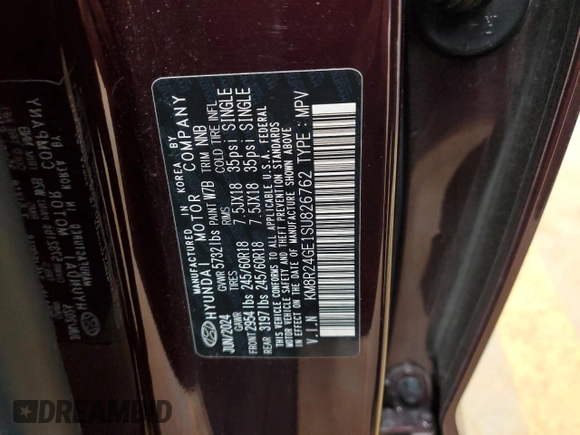 MANUFACTURED IN KOREA BY
HYUNDAI MOTOR COMPANY
JUN/2024 GVWR 5732lbs PAINT W7B TRIM NNB
GAWR TIRES RIMS COLD TIRE INFL
FRONT 2954 lbs 245/60R18 7.5JX18 35psi SINGLE
REAR 3197 lbs 245/60R18 7.5JX18 35psi SINGLE
THIS VEHICLE CONFORMS TO ALL APPLICABLE U.S.A. FEDERAL
MOTOR VEHICLE SAFETY AND THEFT PREVENTION STANDARDS
IN EFFECT ON THE DATE OF MANUFACTURE SHOWN ABOVE
V.I.N KM8R24GE1SU826762 TYPE : MPV
DREAMBID